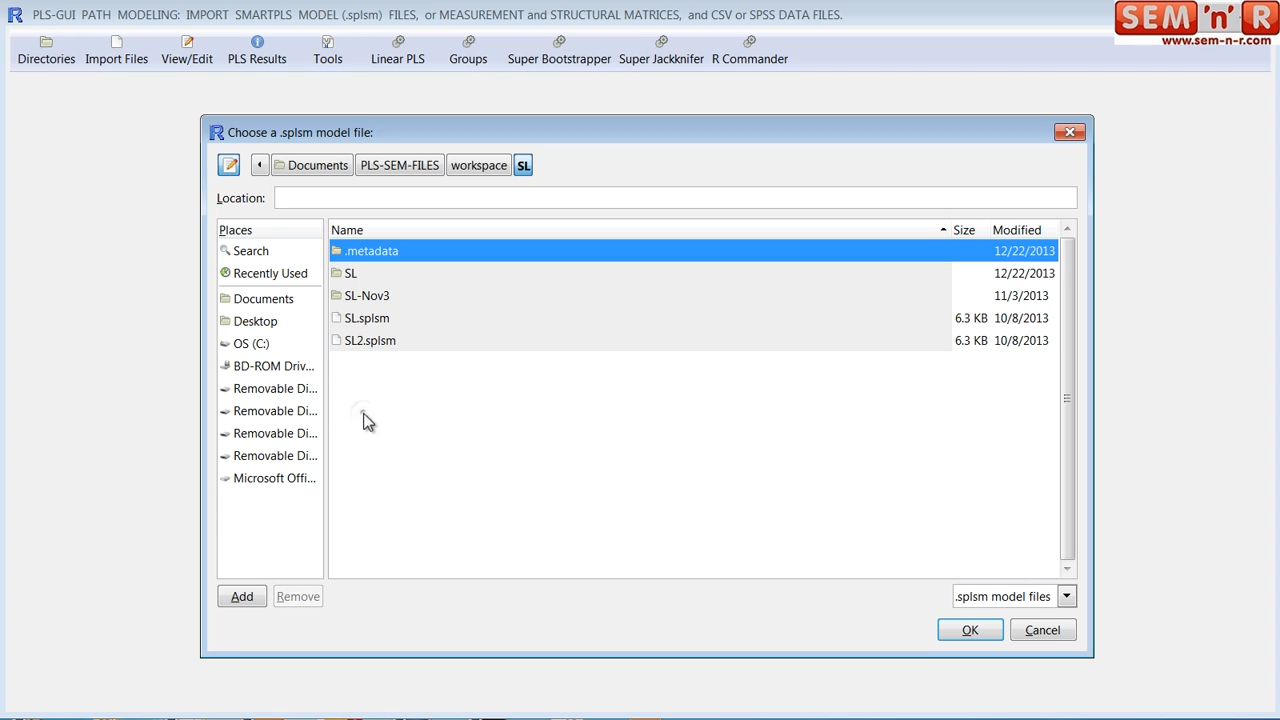 PLS-GUI PATH MODELING: IMPORT SMARTPLS MODEL (.splsm) FILES, or MEASUREMENT and STRUCTURAL MATRICES, and CSV or SPSS DATA FILES.
SEM 'n' R
www.sem-n-r.com
Directories Import Files View/Edit PLS Results Tools Linear PLS Groups Super Bootstrapper Super Jackknifer R Commander
Choose a .splsm model file:
Documents PLS-SEM-FILES workspace SL
Location:
Places Name Size Modified
Search .metadata 12/22/2013
Recently Used SL 12/22/2013
Documents SL-Nov3 11/3/2013
Desktop SL.splsm 6.3 KB 10/8/2013
OS (C:) SL2.splsm 6.3 KB 10/8/2013
BD-ROM Driv...
Removable Di...
Removable Di...
Removable Di...
Removable Di...
Microsoft Offi...
Add Remove .splsm model files
OK Cancel